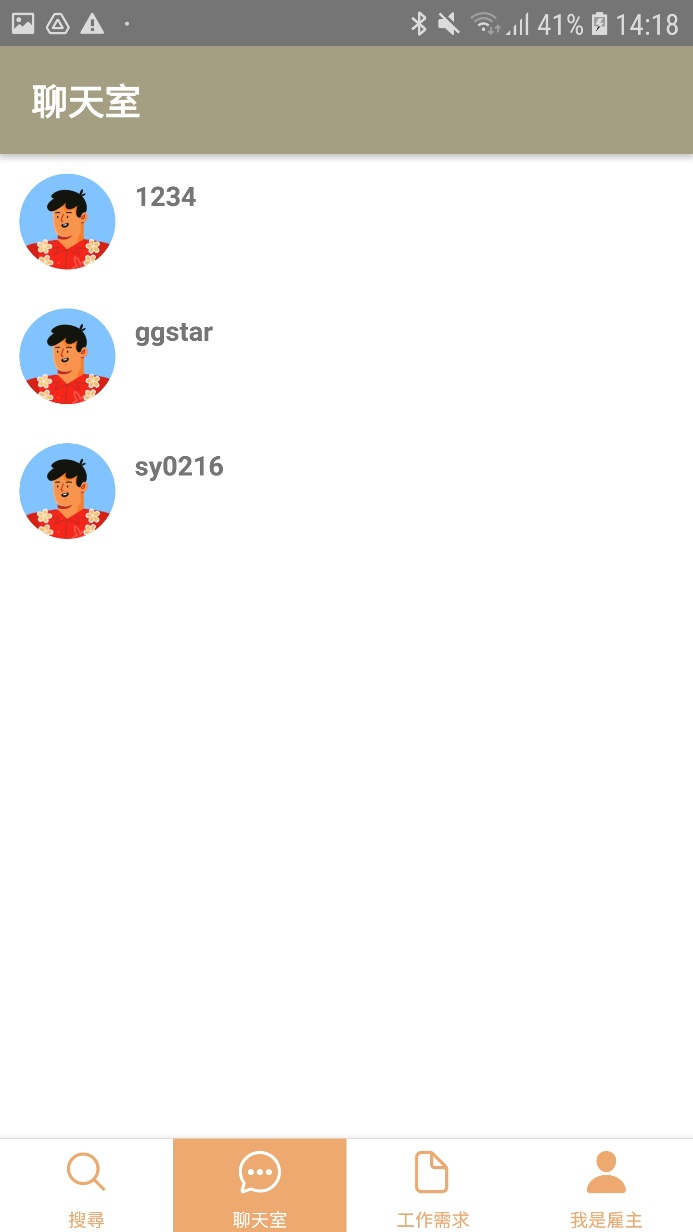 41% 14:18
聊天室
1234
ggstar
sy0216
搜尋 聊天室 工作需求 我是雇主